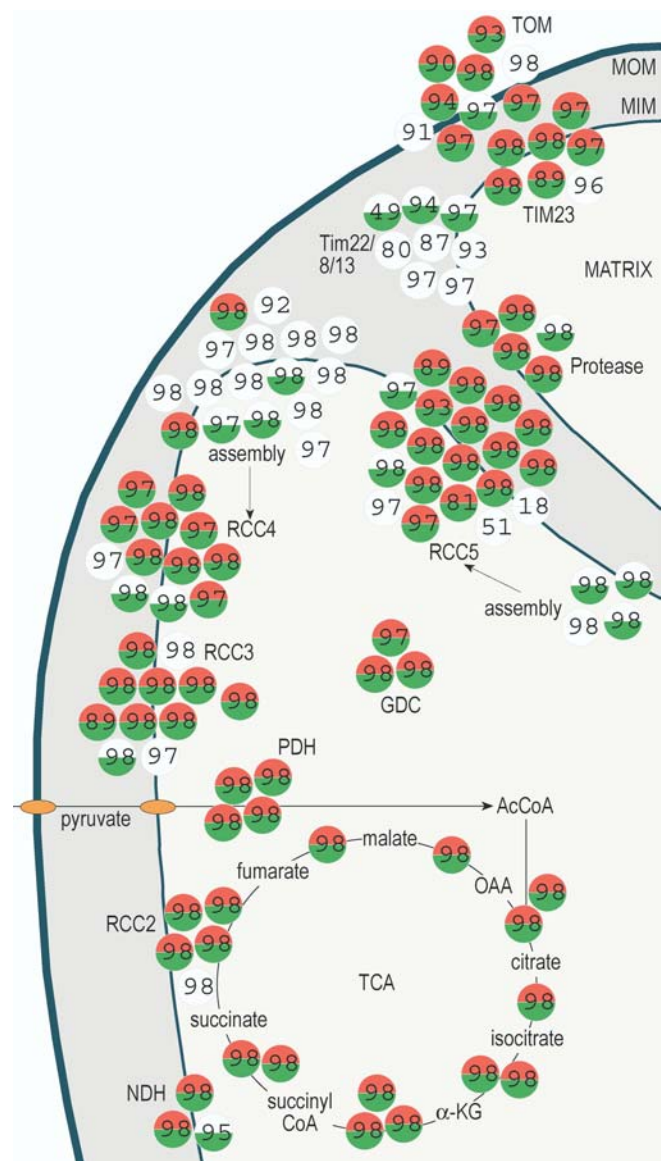 TOM
93
90 98 98
MOM
94 97 97 97
MIM
91 97 98 98 97
98 89 96
TIM23
49 94 97
Tim22/
8/13
80 87 93
97 97
MATRIX
98 92
97 98 98 98
97 98 98
98 98
Protease
98 98 98 98 98
98 97 98 98
97
assembly
89 98
97 93 98 98
98 98 98 98
98 98 98 98
97 97 81 98 18
51
RCC5
97 98
97 98 97
RCC4
97 98 98 98
98 98 97
98 98
assembly
98 98
98 98
RCC3
98 98 98 98
89 98 98
98 97
97
98 98
GDC
PDH
98 98
98 98
pyruvate
AcCoA
98
malate
98
fumarate
OAA
98
98
RCC2
98 98
98 98
98
citrate
TCA
98
succinate
isocitrate
98 98
98 98
succinyl
CoA
98
98 98
α-KG
NDH
98
98 95